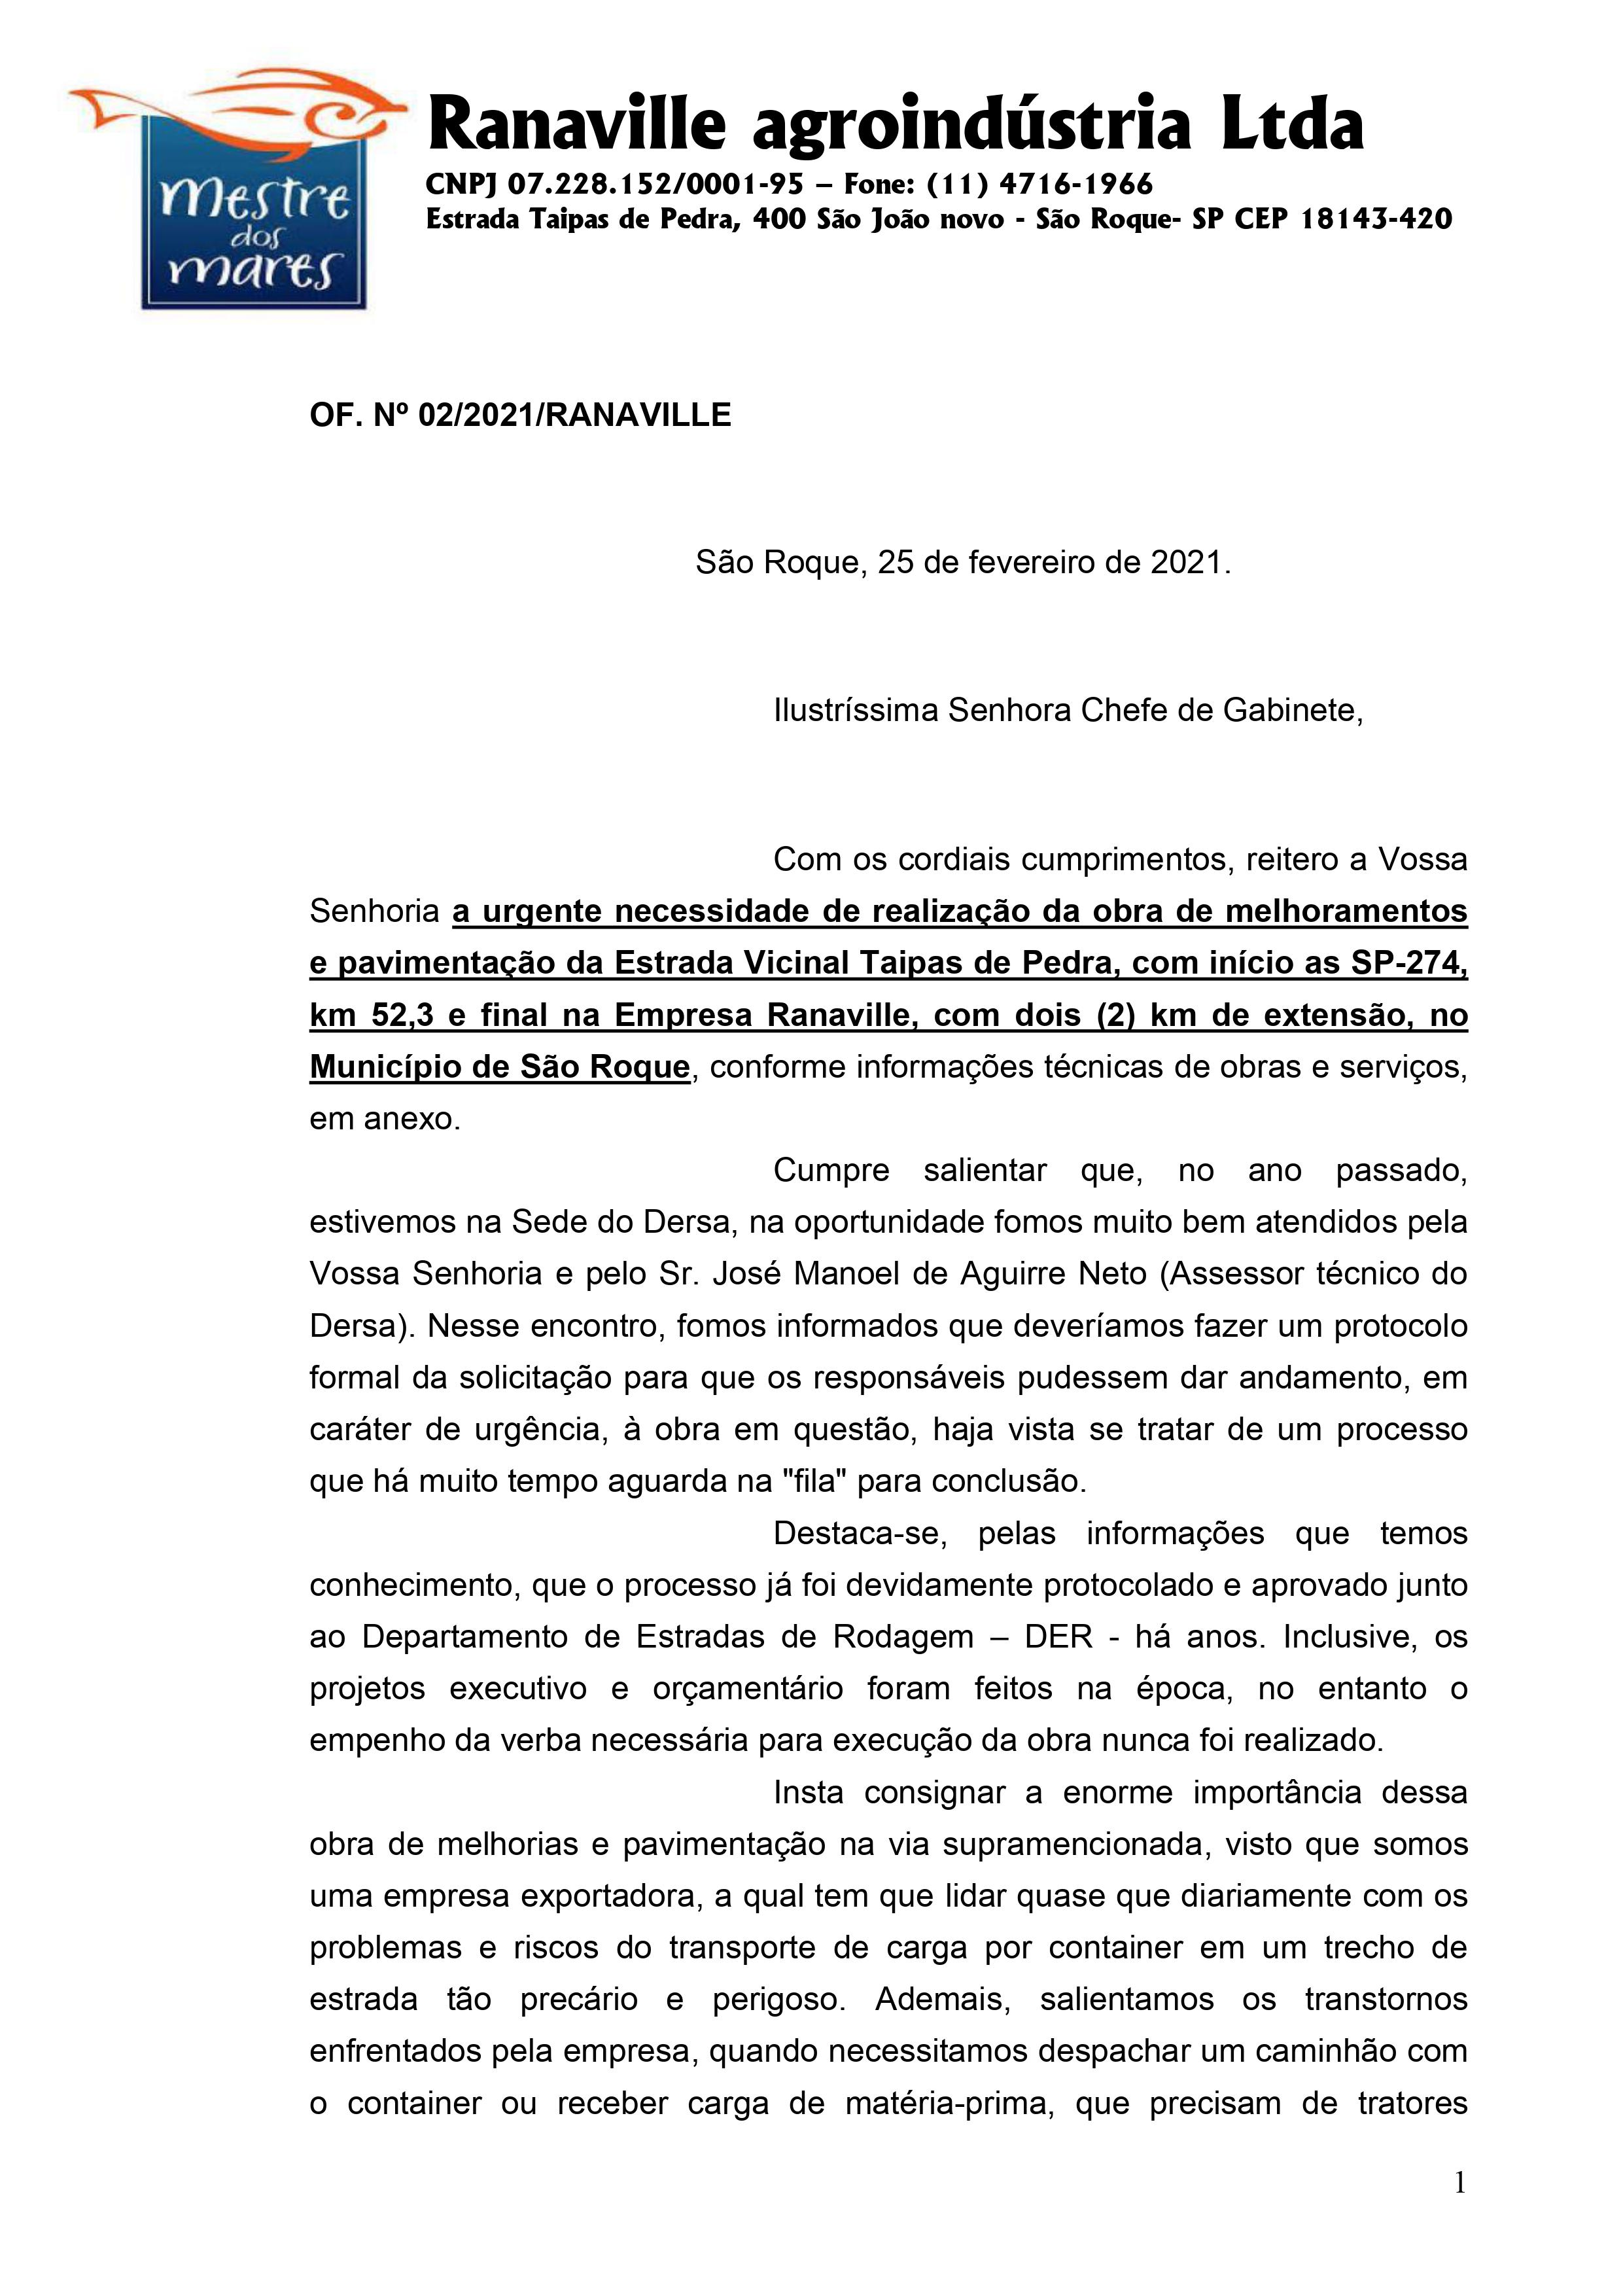 mestre
dos
mares
Ranaville agroindústria Ltda
CNPJ 07.228.152/0001-95 – Fone: (11) 4716-1966
Estrada Taipas de Pedra, 400 São João novo - São Roque- SP CEP 18143-420
OF. Nº 02/2021/RANAVILLE
São Roque, 25 de fevereiro de 2021.
Ilustríssima Senhora Chefe de Gabinete,
Com os cordiais cumprimentos, reitero a Vossa
Senhoria a urgente necessidade de realização da obra de melhoramentos
e pavimentação da Estrada Vicinal Taipas de Pedra, com início as SP-274,
km 52,3 e final na Empresa Ranaville, com dois (2) km de extensão, no
Município de São Roque, conforme informações técnicas de obras e serviços,
em anexo.
Cumpre salientar que, no ano passado,
estivemos na Sede do Dersa, na oportunidade fomos muito bem atendidos pela
Vossa Senhoria e pelo Sr. José Manoel de Aguirre Neto (Assessor técnico do
Dersa). Nesse encontro, fomos informados que deveríamos fazer um protocolo
formal da solicitação para que os responsáveis pudessem dar andamento, em
caráter de urgência, à obra em questão, haja vista se tratar de um processo
que há muito tempo aguarda na "fila" para conclusão.
Destaca-se, pelas informações que temos
conhecimento, que o processo já foi devidamente protocolado e aprovado junto
ao Departamento de Estradas de Rodagem – DER - há anos. Inclusive, os
projetos executivo e orçamentário foram feitos na época, no entanto o
empenho da verba necessária para execução da obra nunca foi realizado.
Insta consignar a enorme importância dessa
obra de melhorias e pavimentação na via supramencionada, visto que somos
uma empresa exportadora, a qual tem que lidar quase que diariamente com os
problemas e riscos do transporte de carga por container em um trecho de
estrada tão precário e perigoso. Ademais, salientamos os transtornos
enfrentados pela empresa, quando necessitamos despachar um caminhão com
o container ou receber carga de matéria-prima, que precisam de tratores
1